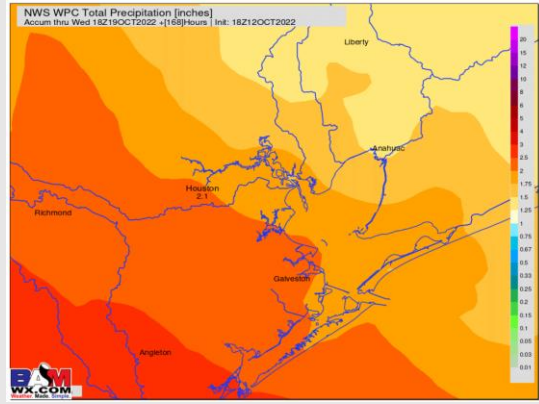 NWS WPC Total Precipitation [inches]
Accum thru Wed 18Z19OCT2022 +[168]Hours | Init: 18Z12OCT2022
Liberty
Anahuac
Houston
2.1
Richmond
Galveston
Angleton
20
15
12
10
8
6
5
4
3
2.5
2
1.75
1.5
1.25
1
0.75
0.67
0.5
0.33
0.25
0.2
0.15
0.1
0.05
0.03
0.01
BAM
WX.COM
Weather Made Simple.